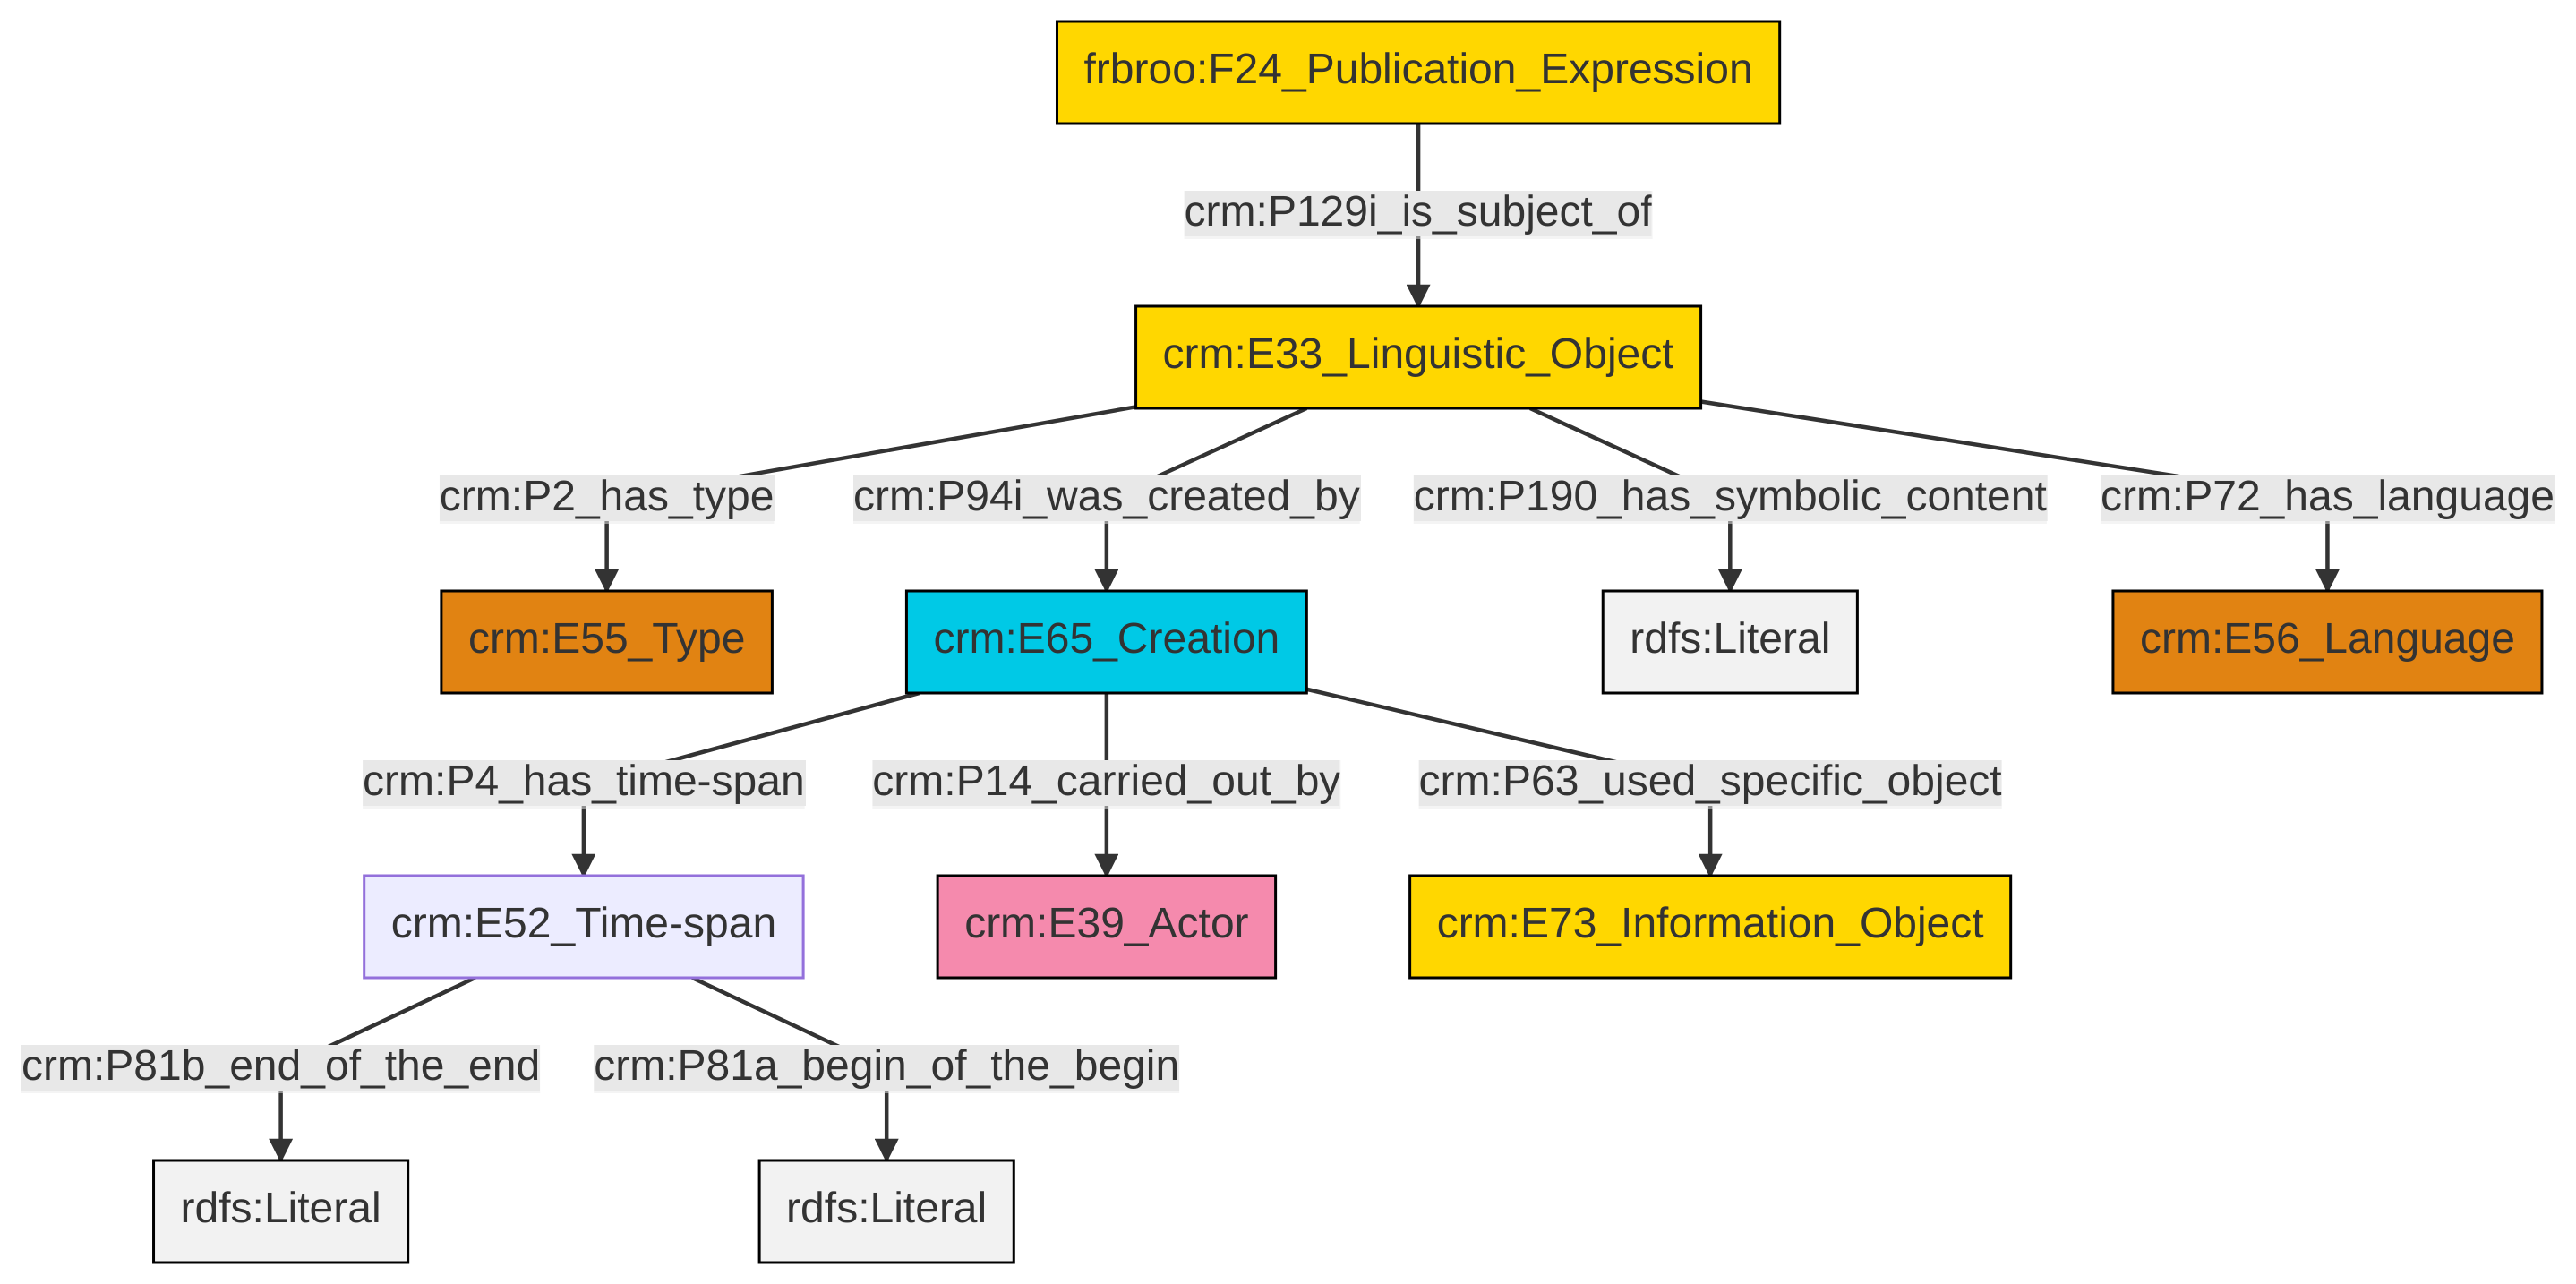 frbroo:F24_Publication_Expression
crm:P129i_is_subject_of
crm:E33_Linguistic_Object
crm:P2_has_type
crm:P94i_was_created_by
crm:P190_has_symbolic_content
crm:P72_has_language
crm:E55_Type
crm:E65_Creation
rdfs:Literal
crm:E56_Language
crm:P4_has_time-span
crm:P14_carried_out_by
crm:P63_used_specific_object
crm:E52_Time-span
crm:E39_Actor
crm:E73_Information_Object
crm:P81b_end_of_the_end
crm:P81a_begin_of_the_begin
rdfs:Literal
rdfs:Literal